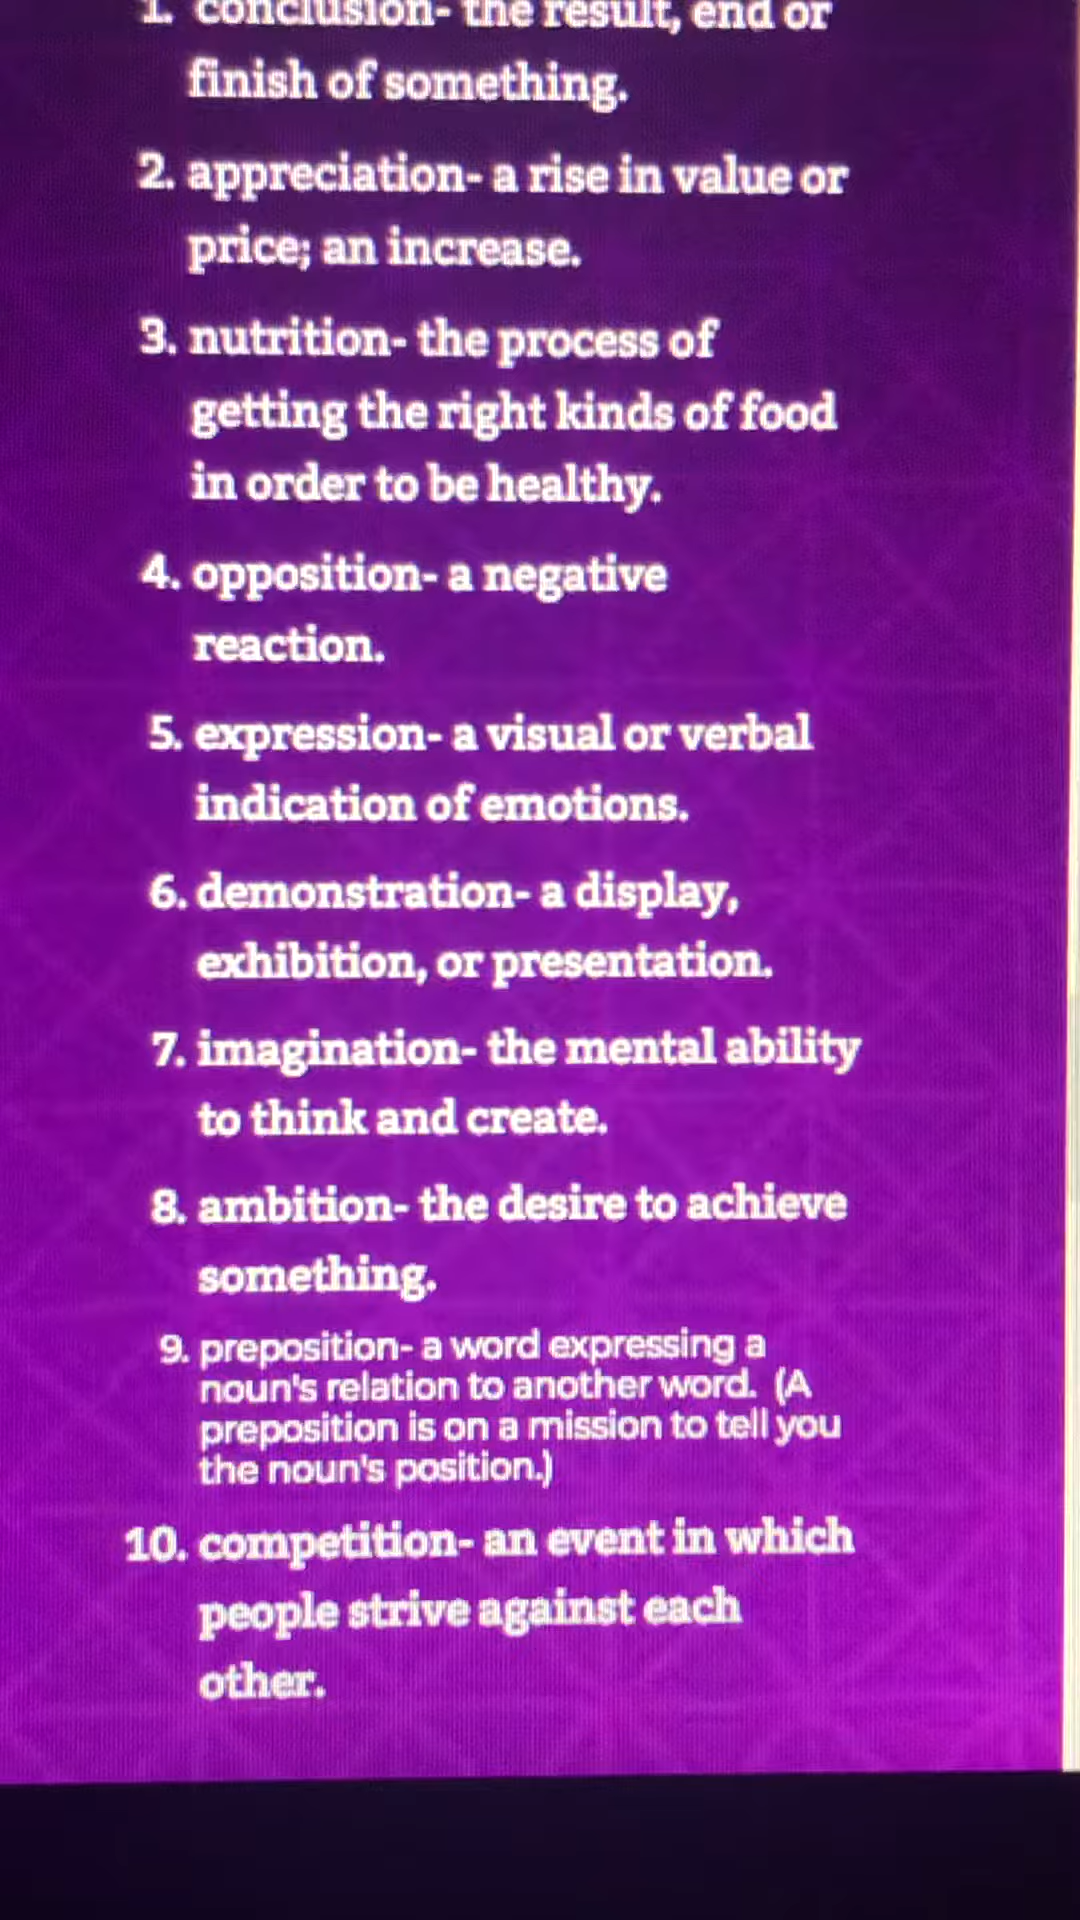 1. conclusion- the result, end or
finish of something.
2. appreciation- a rise in value or
price; an increase.
3. nutrition- the process of
getting the right kinds of food
in order to be healthy.
4. opposition- a negative
reaction.
5. expression- a visual or verbal
indication of emotions.
6. demonstration- a display,
exhibition, or presentation.
7. imagination- the mental ability
to think and create.
8. ambition- the desire to achieve
something.
9. preposition- a word expressing a
noun's relation to another word. (A
preposition is on a mission to tell you
the noun's position.)
10. competition- an event in which
people strive against each
other.